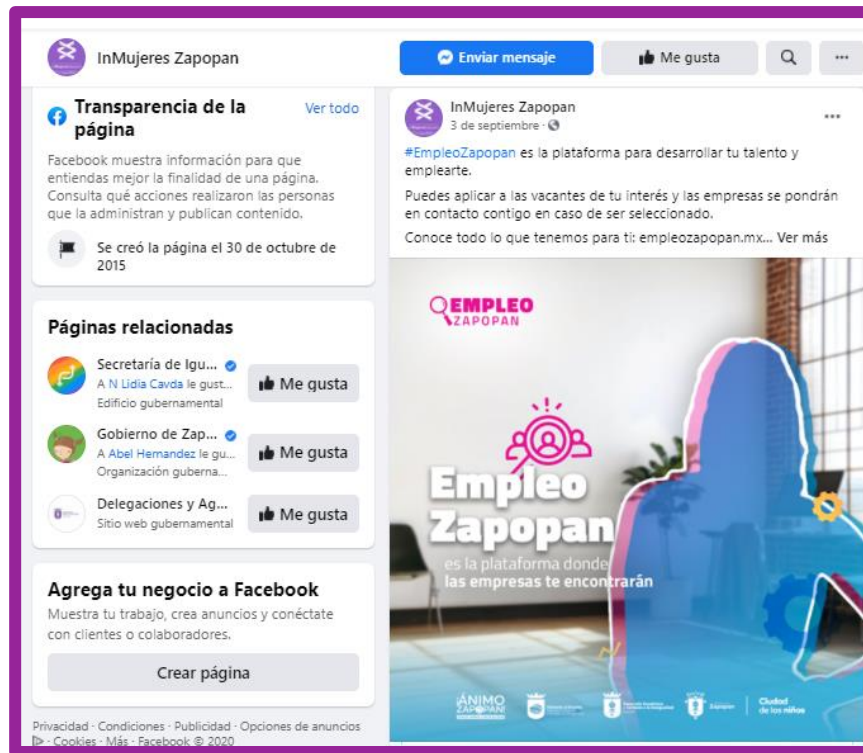 InMujeres Zapopan
Enviar mensaje
Me gusta
Transparencia de la
página
Ver todo
Facebook muestra información para que
entiendas mejor la finalidad de una página.
Consulta qué acciones realizaron las personas
que la administran y publican contenido.
Se creó la página el 30 de octubre de
2015
Páginas relacionadas
Secretaría de Igu...
A N Lidia Cavda le gust...
Edificio gubernamental
Me gusta
Gobierno de Zap...
A Abel Hernandez le gu...
Organización guberna...
Me gusta
Delegaciones y Ag...
Sitio web gubernamental
Me gusta
Agrega tu negocio a Facebook
Muestra tu trabajo, crea anuncios y conéctate
con clientes o colaboradores.
Crear página
Privacidad · Condiciones · Publicidad · Opciones de anuncios
· Cookies · Más · Facebook © 2020
InMujeres Zapopan
3 de septiembre ·
#EmpleoZapopan es la plataforma para desarrollar tu talento y
emplearte.
Puedes aplicar a las vacantes de tu interés y las empresas se pondrán
en contacto contigo en caso de ser seleccionado.
Conoce todo lo que tenemos para ti: empleozapopan.mx... Ver más
EMPLEO
ZAPOPAN
Empleo
Zapopan
es la plataforma donde
las empresas te encontrarán
¡ÁNIMO
ZAPOPAN!
Zapopan
Ciudad
de los niños